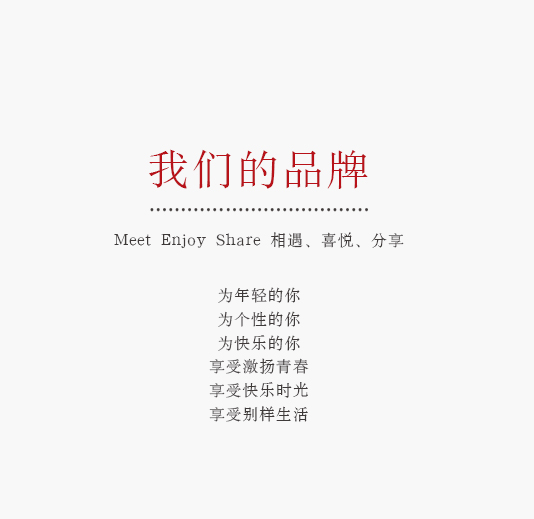 我们的品牌
Meet Enjoy Share 相遇、喜悦、分享
为年轻的你
为个性的你
为快乐的你
享受激扬青春
享受快乐时光
享受别样生活